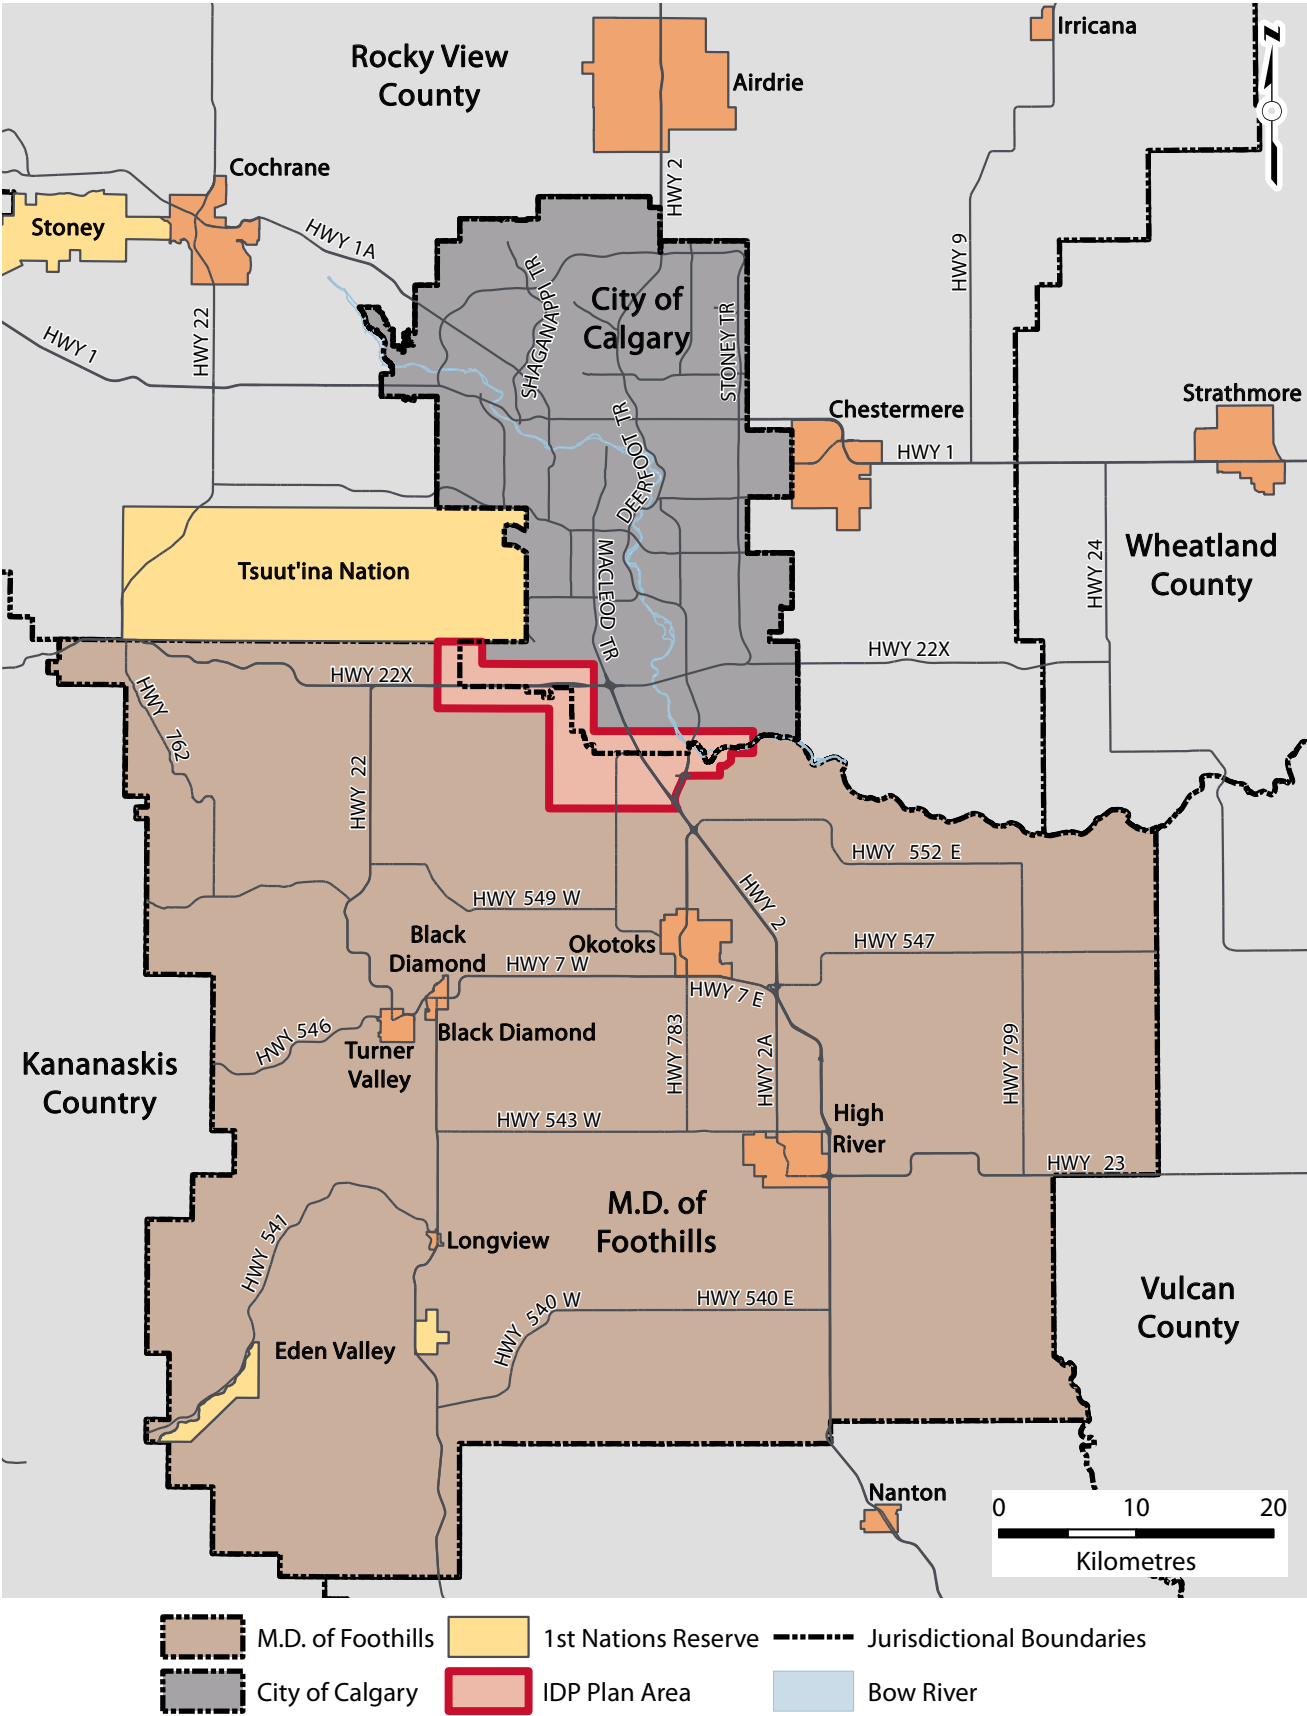 Irricana
N
Rocky View
County
Airdrie
Cochrane
HWY 2
Stoney
HWY 1A
HWY 9
SHAGANAPPI TR
City of
Calgary
STONEY TR
HWY 22
HWY 1
Strathmore
Chestermere
DEERFOOT TR
HWY 1
Wheatland
County
HWY 24
Tsuut'ina Nation
MACLEOD TR
HWY 22X
HWY 22X
HWY 762
HWY 22
HWY 552 E
HWY 549 W
HWY 2
Black
Diamond
Okotoks
HWY 547
HWY 7 W
HWY 7 E
HWY 546
Black Diamond
Turner
Valley
HWY 783
HWY 2A
HWY 799
Kananaskis
Country
HWY 543 W
High
River
HWY 23
M.D. of
Foothills
HWY 541
Longview
Vulcan
County
HWY 540 W
HWY 540 E
Eden Valley
Nanton
0 10 20
Kilometres
M.D. of Foothills
1st Nations Reserve
Jurisdictional Boundaries
City of Calgary
IDP Plan Area
Bow River